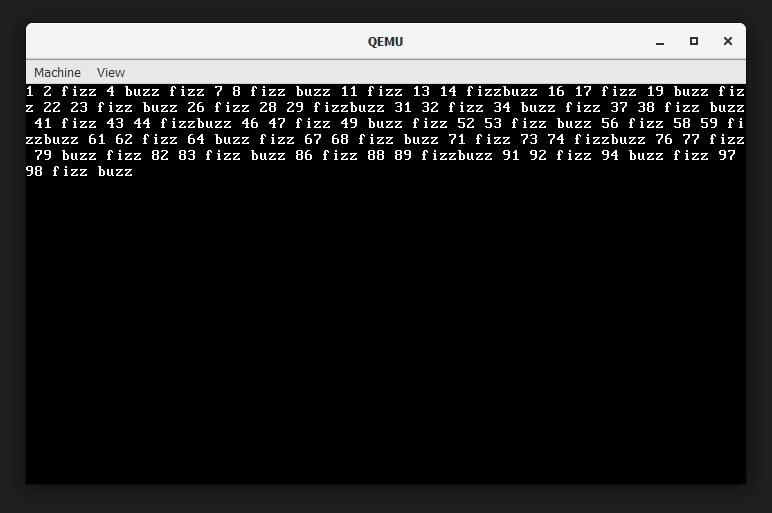 QEMU
Machine View
1 2 fizz 4 buzz fizz 7 8 fizz buzz 11 fizz 13 14 fizzbuzz 16 17 fizz 19 buzz fiz
z 22 23 fizz buzz 26 fizz 28 29 fizzbuzz 31 32 fizz 34 buzz fizz 37 38 fizz buzz
41 fizz 43 44 fizzbuzz 46 47 fizz 49 buzz fizz 52 53 fizz buzz 56 fizz 58 59 fi
zzbuzz 61 62 fizz 64 buzz fizz 67 68 fizz buzz 71 fizz 73 74 fizzbuzz 76 77 fizz
79 buzz fizz 82 83 fizz buzz 86 fizz 88 89 fizzbuzz 91 92 fizz 94 buzz fizz 97
98 fizz buzz